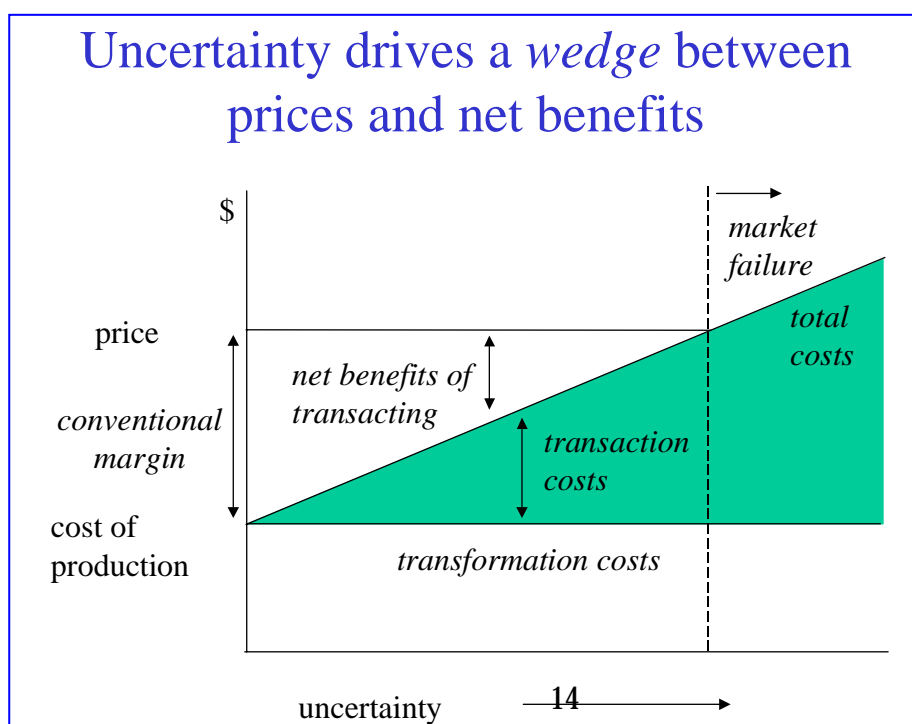 Uncertainty drives a wedge between
prices and net benefits
$
market
failure
price
total
costs
net benefits of
transacting
conventional
margin
transaction
costs
cost of
production
transformation costs
uncertainty
14